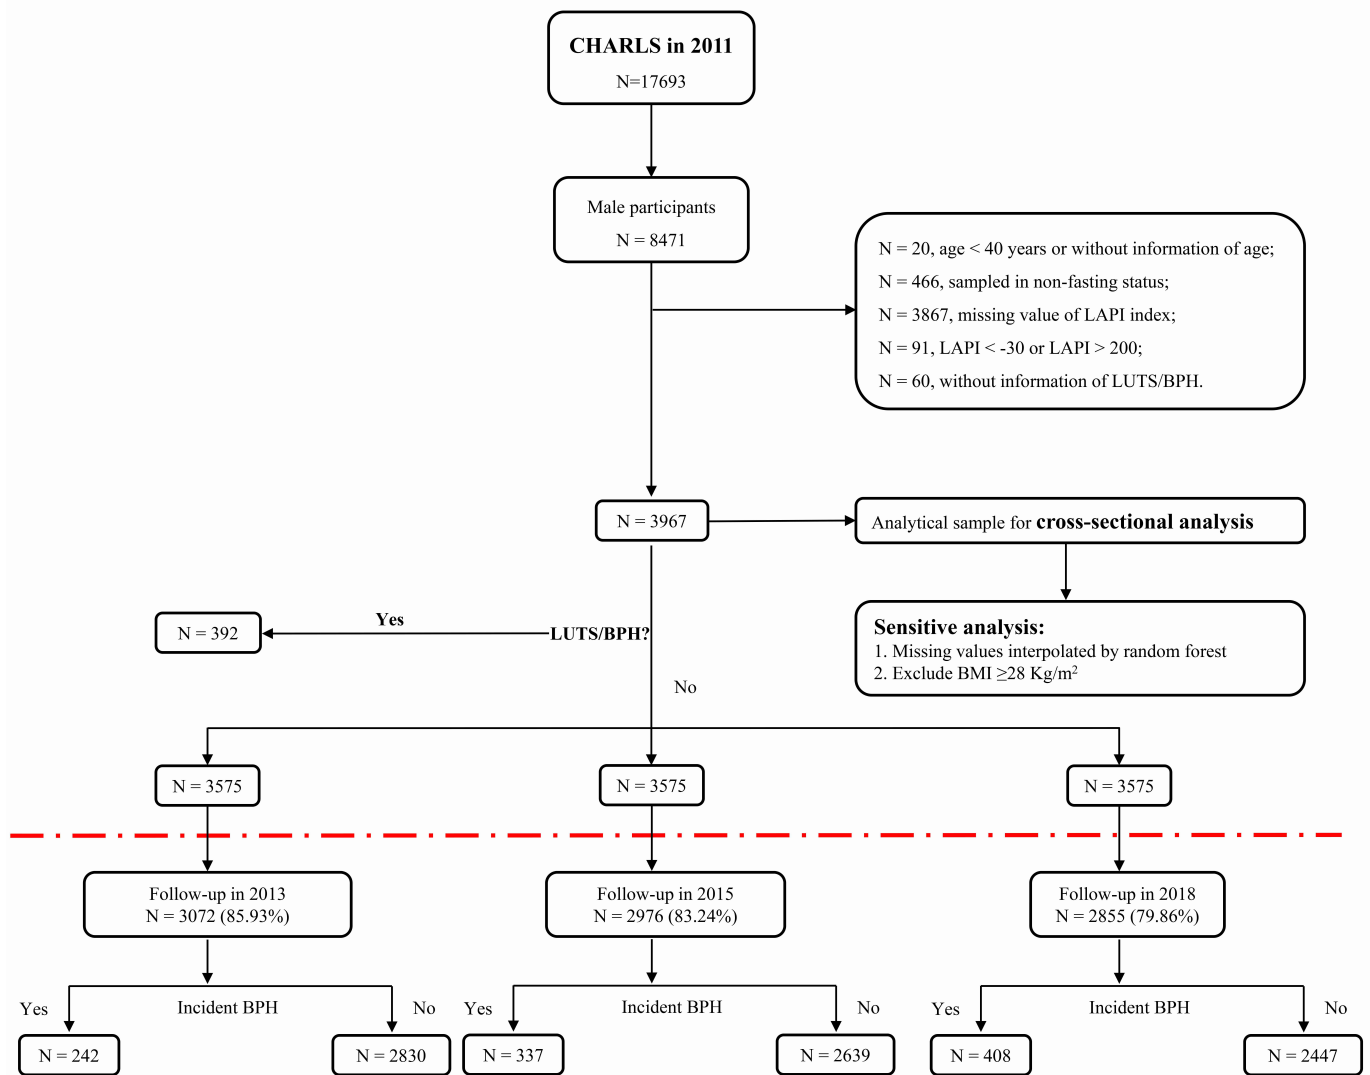 CHARLS in 2011
N=17693
Male participants
N = 8471
N = 20, age < 40 years or without information of age;
N = 466, sampled in non-fasting status;
N = 3867, missing value of LAPI index;
N = 91, LAPI < -30 or LAPI > 200;
N = 60, without information of LUTS/BPH.
N = 3967
Analytical sample for cross-sectional analysis
Yes
N = 392
LUTS/BPH?
Sensitive analysis:
1. Missing values interpolated by random forest
2. Exclude BMI ≥28 Kg/m²
No
N = 3575
N = 3575
N = 3575
Follow-up in 2013
N = 3072 (85.93%)
Follow-up in 2015
N = 2976 (83.24%)
Follow-up in 2018
N = 2855 (79.86%)
Yes
Incident BPH
No
Yes
Incident BPH
No
Yes
Incident BPH
No
N = 242
N = 2830
N = 337
N = 2639
N = 408
N = 2447